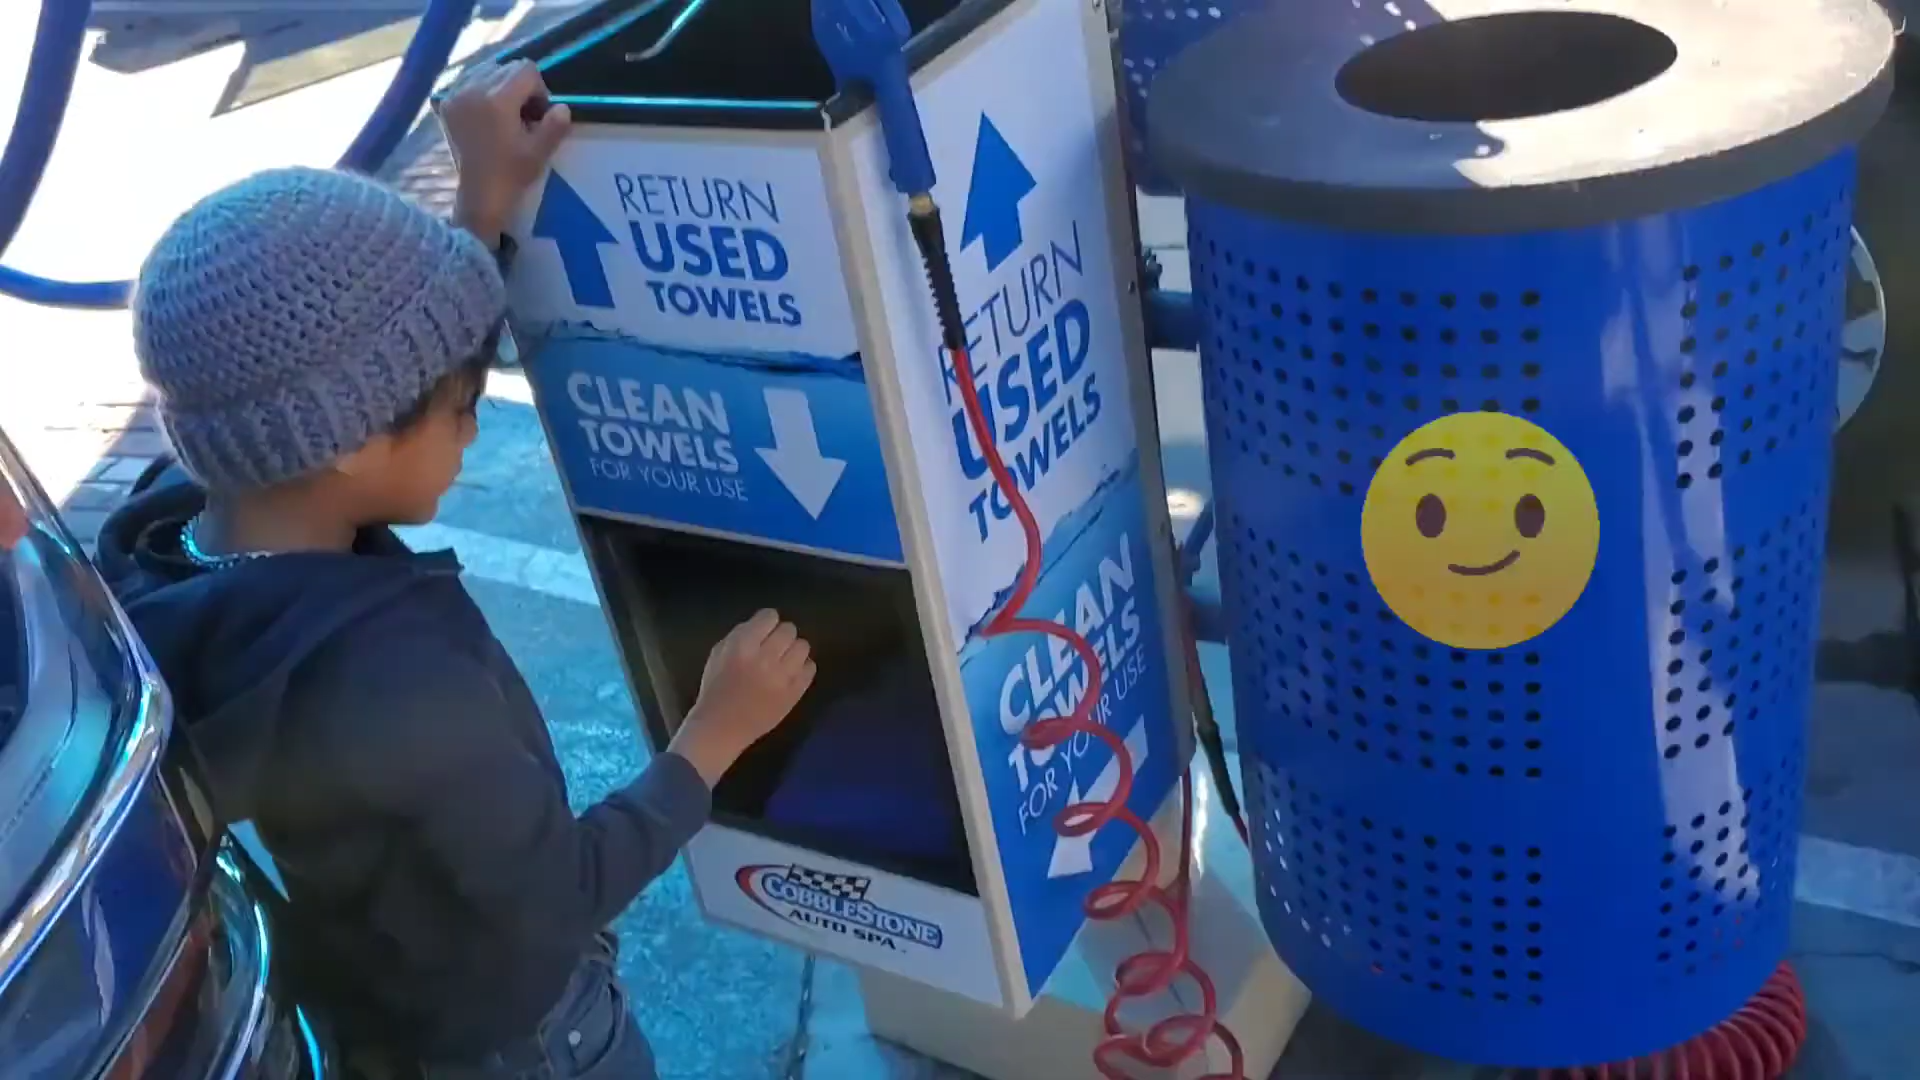 RETURN
USED
TOWELS
CLEAN
TOWELS
FOR YOUR USE
COBBLESTONE
AUTO SPA
RETURN
USED
TOWELS
CLEAN
TOWELS
FOR YOUR USE